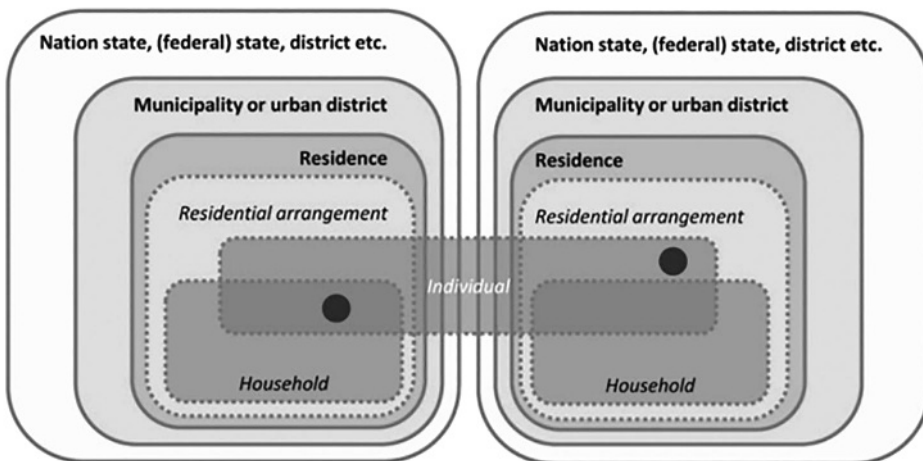 Nation state, (federal) state, district etc.
Municipality or urban district
Residence
Residential arrangement
Household
Individual
Nation state, (federal) state, district etc.
Municipality or urban district
Residence
Residential arrangement
Household